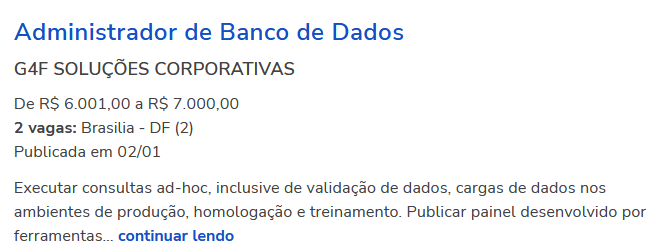 Administrador de Banco de Dados
G4F SOLUÇÕES CORPORATIVAS
De R$ 6.001,00 a R$ 7.000,00
2 vagas: Brasilia - DF (2)
Publicada em 02/01
Executar consultas ad-hoc, inclusive de validação de dados, cargas de dados nos
ambientes de produção, homologação e treinamento. Publicar painel desenvolvido por
ferramentas... continuar lendo